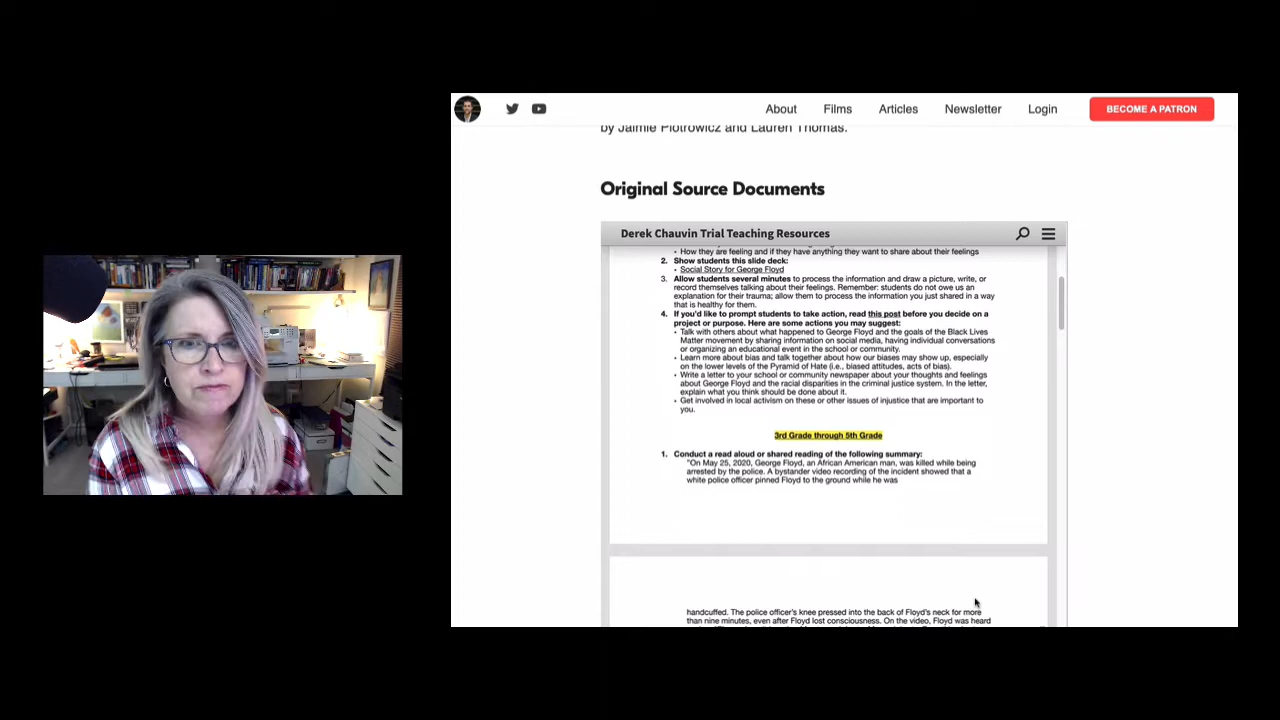 About Films Articles Newsletter Login BECOME A PATRON
by Jaimie Piotrowicz and Lauren Thomas.
Original Source Documents
Derek Chauvin Trial Teaching Resources
• How they are feeling and if they have anything they want to share about their feelings
2. Show students this slide deck:
• Social Story for George Floyd
3. Allow students several minutes to process the information and draw a picture, write, or
record themselves talking about their feelings. Remember: students do not owe us an
explanation for their trauma; allow them to process the information you just shared in a way
that is healthy for them.
4. If you'd like to prompt students to take action, read this post before you decide on a
project or purpose. Here are some actions you may suggest:
• Talk with others about what happened to George Floyd and the goals of the Black Lives
Matter movement by sharing information on social media, having individual conversations
or organizing an educational event in the school or community.
• Learn more about bias and talk together about how our biases may show up, especially
on the lower levels of the Pyramid of Hate (i.e., biased attitudes, acts of bias).
• Write a letter to your school or community newspaper about your thoughts and feelings
about George Floyd and the racial disparities in the criminal justice system. In the letter,
explain what you think should be done about it.
• Get involved in local activism on these or other issues of injustice that are important to
you.
3rd Grade through 5th Grade
1. Conduct a read aloud or shared reading of the following summary:
"On May 25, 2020, George Floyd, an African American man, was killed while being
arrested by the police. A bystander video recording of the incident showed that a
white police officer pinned Floyd to the ground while he was
handcuffed. The police officer's knee pressed into the back of Floyd's neck for more
than nine minutes, even after Floyd lost consciousness. On the video, Floyd was heard